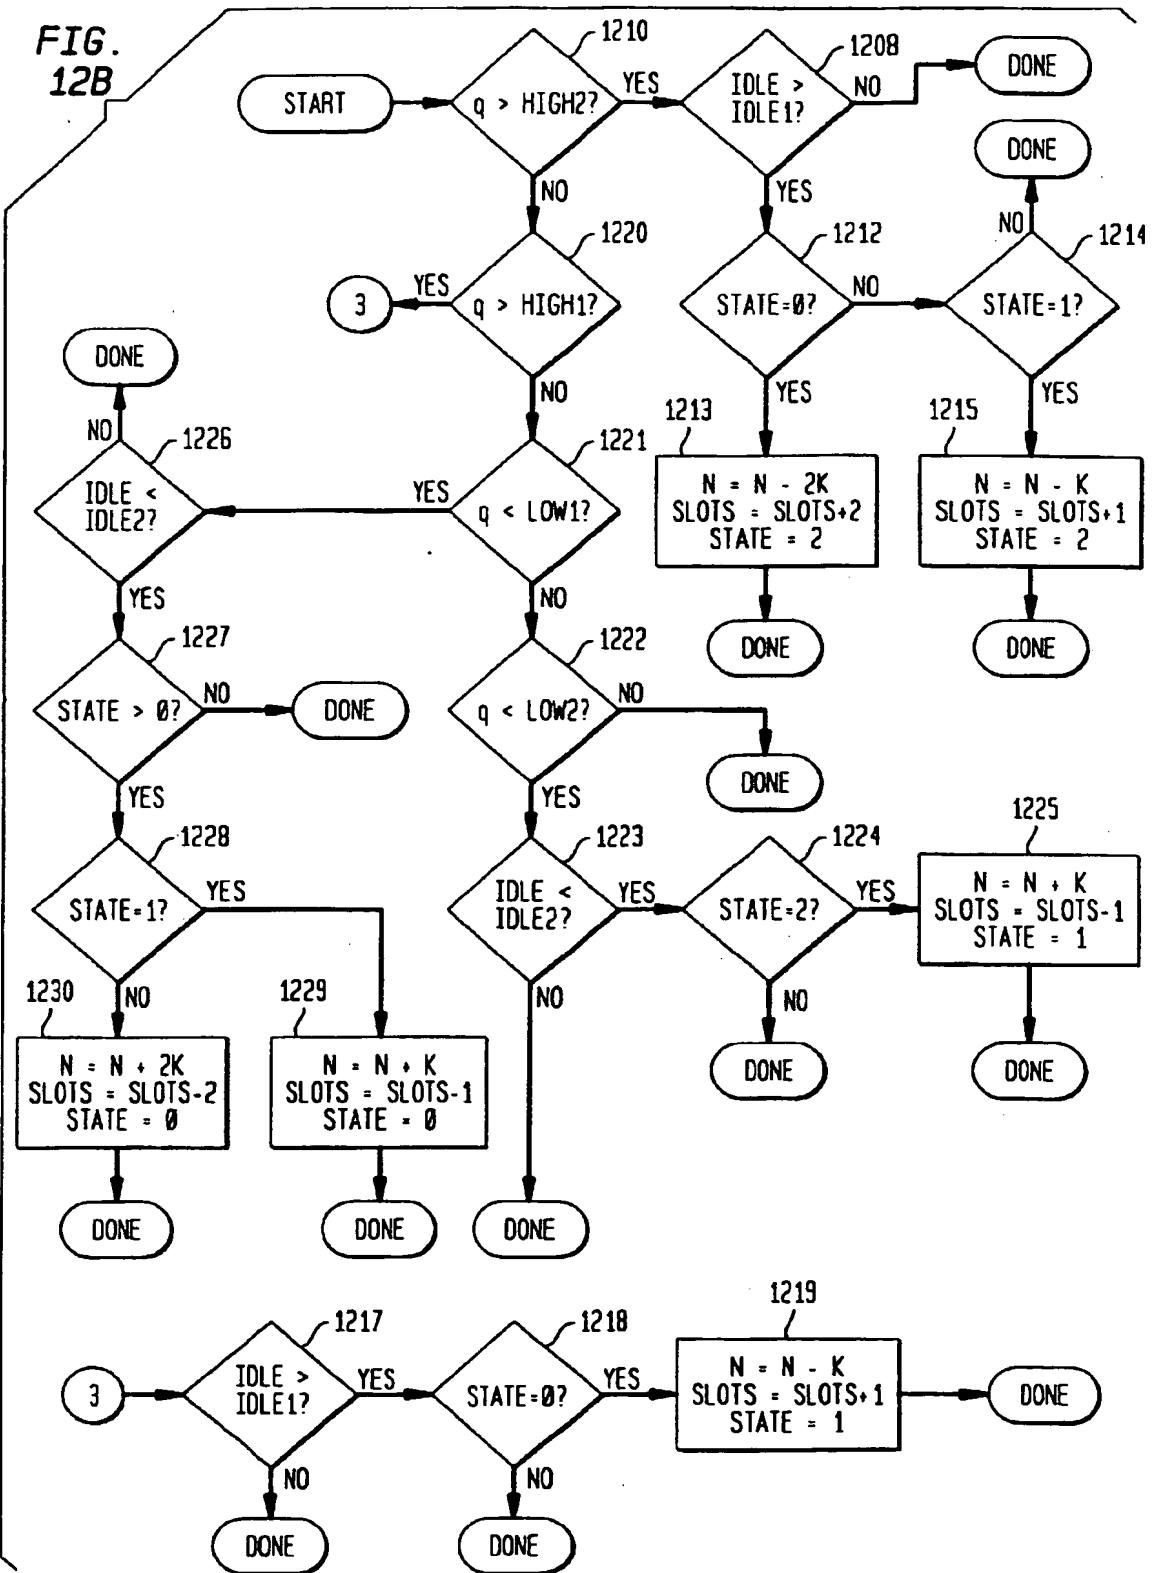 FIG.
12B
START
1210
q > HIGH2?
YES
NO
1208
IDLE >
IDLE1?
NO
DONE
YES
DONE
NO
1220
q > HIGH1?
YES
3
NO
1212
STATE=0?
NO
YES
1214
STATE=1?
YES
DONE
NO
1226
IDLE <
IDLE2?
YES
1221
q < LOW1?
YES
NO
1213
N = N - 2K
SLOTS = SLOTS+2
STATE = 2
DONE
1215
N = N - K
SLOTS = SLOTS+1
STATE = 2
DONE
1227
STATE > 0?
NO
DONE
YES
1222
q < LOW2?
NO
DONE
YES
1228
STATE=1?
YES
NO
1223
IDLE <
IDLE2?
YES
NO
1224
STATE=2?
YES
NO
DONE
1225
N = N + K
SLOTS = SLOTS-1
STATE = 1
DONE
1230
N = N + 2K
SLOTS = SLOTS-2
STATE = 0
DONE
1229
N = N + K
SLOTS = SLOTS-1
STATE = 0
DONE
DONE
3
1217
IDLE >
IDLE1?
YES
NO
DONE
1218
STATE=0?
YES
NO
DONE
1219
N = N - K
SLOTS = SLOTS+1
STATE = 1
DONE